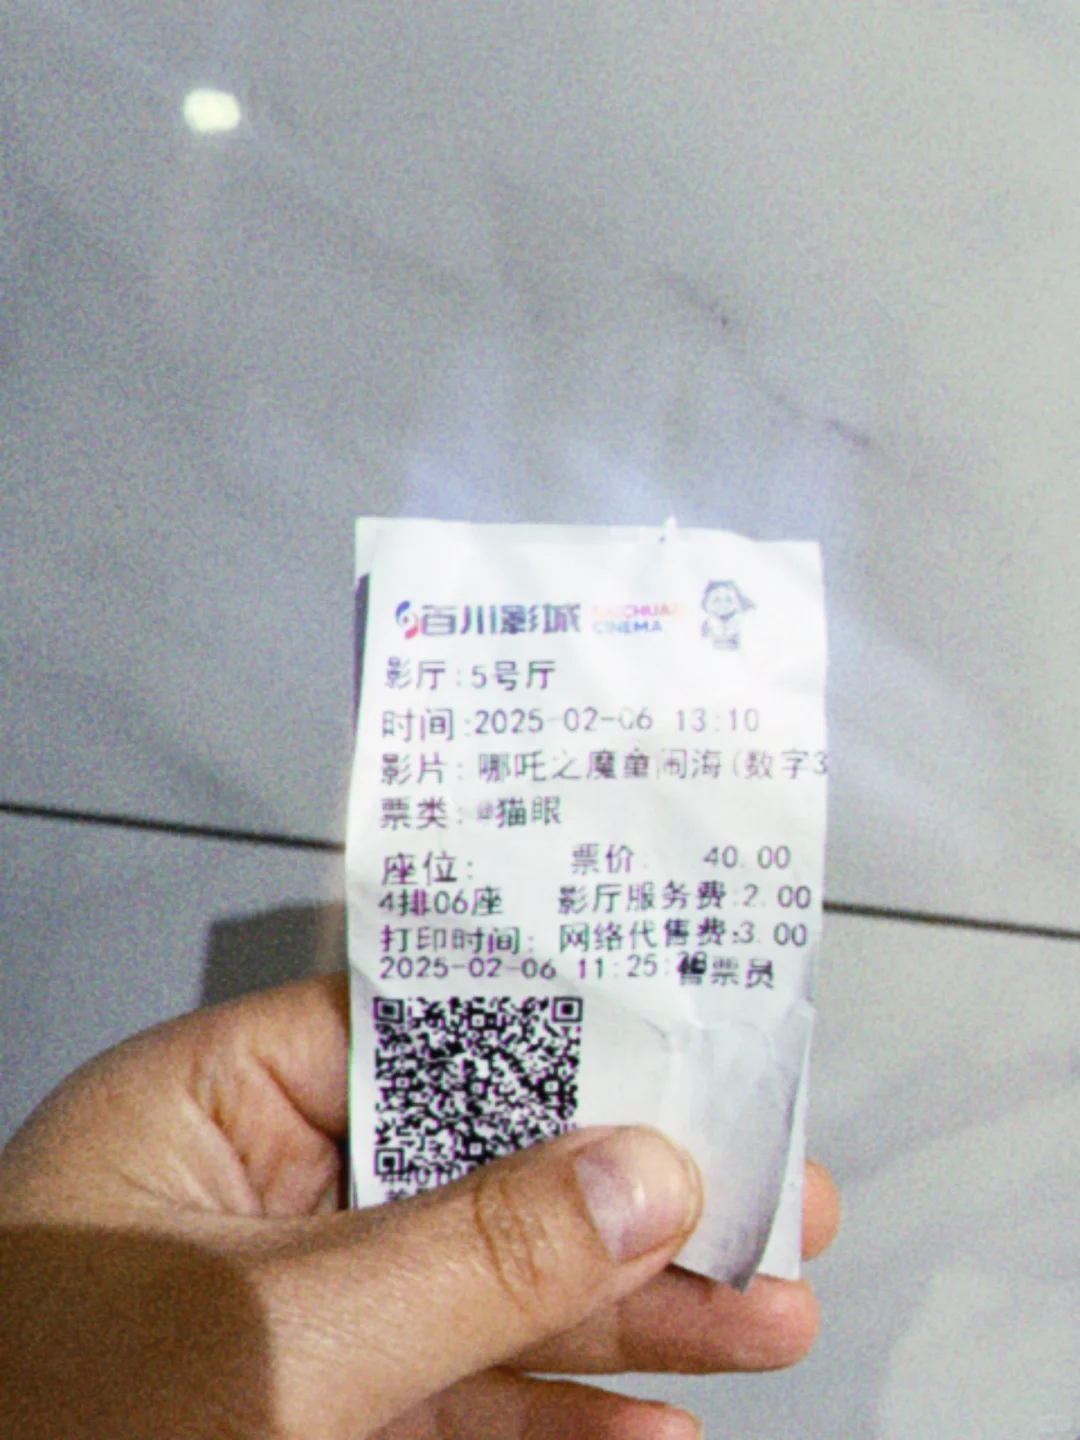 百川影城 BAICHUAN CINEMA
影厅:5号厅
时间:2025-02-06 13:10
影片:哪吒之魔童闹海(数字3
票类:@猫眼
座位: 票价: 40.00
4排06座 影厅服务费:2.00
打印时间: 网络代售费:3.00
2025-02-06 11:25: 售票员